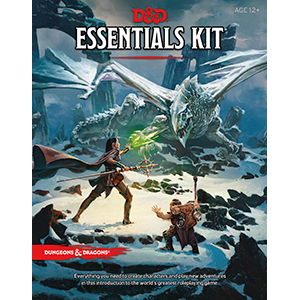 D&D
AGE 12+
ESSENTIALS KIT
DUNGEONS & DRAGONS®
Everything you need to create characters and play new adventures
in this introduction to the world's greatest roleplaying game.